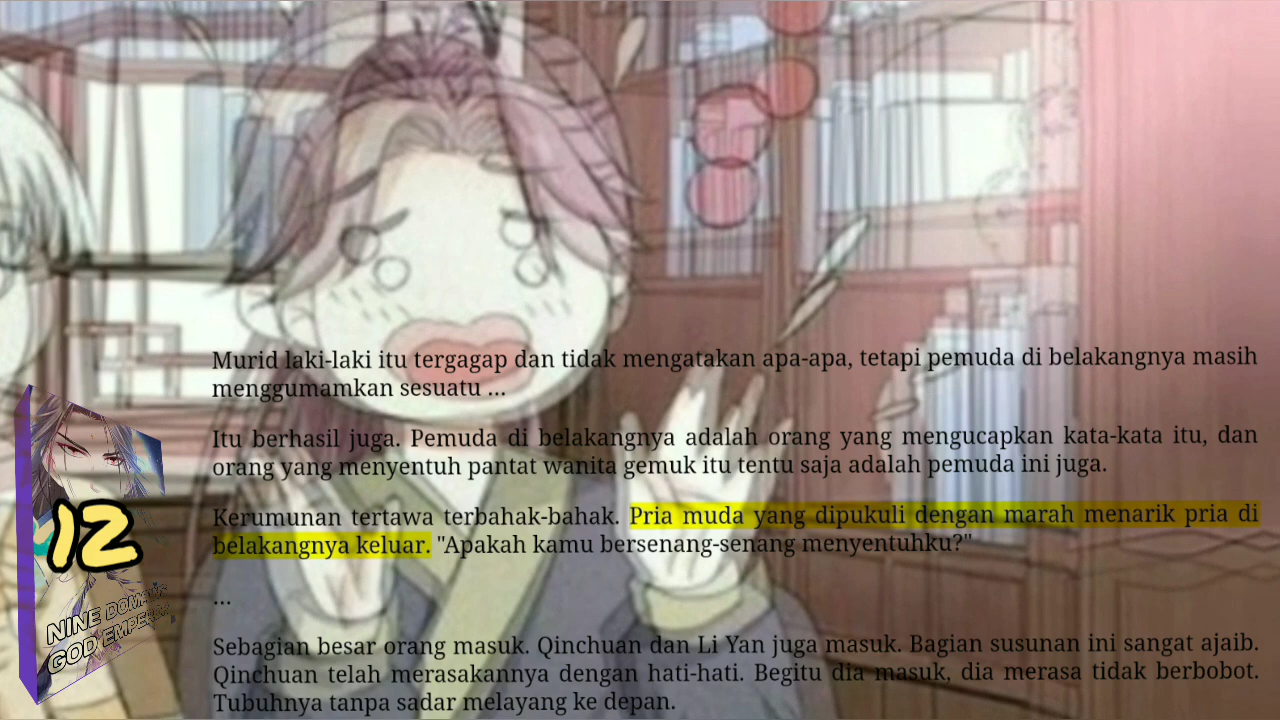 Murid laki-laki itu tergagap dan tidak mengatakan apa-apa, tetapi pemuda di belakangnya masih
menggumamkan sesuatu ...
Itu berhasil juga. Pemuda di belakangnya adalah orang yang mengucapkan kata-kata itu, dan
orang yang menyentuh pantat wanita gemuk itu tentu saja adalah pemuda ini juga.
Kerumunan tertawa terbahak-bahak. Pria muda yang dipukuli dengan marah menarik pria di
belakangnya keluar. "Apakah kamu bersenang-senang menyentuhku?"
...
Sebagian besar orang masuk. Qinchuan dan Li Yan juga masuk. Bagian susunan ini sangat ajaib.
Qinchuan telah merasakannya dengan hati-hati. Begitu dia masuk, dia merasa tidak berbobot.
Tubuhnya tanpa sadar melayang ke depan.
12
NINE DOMAINS
GOD EMPEROR